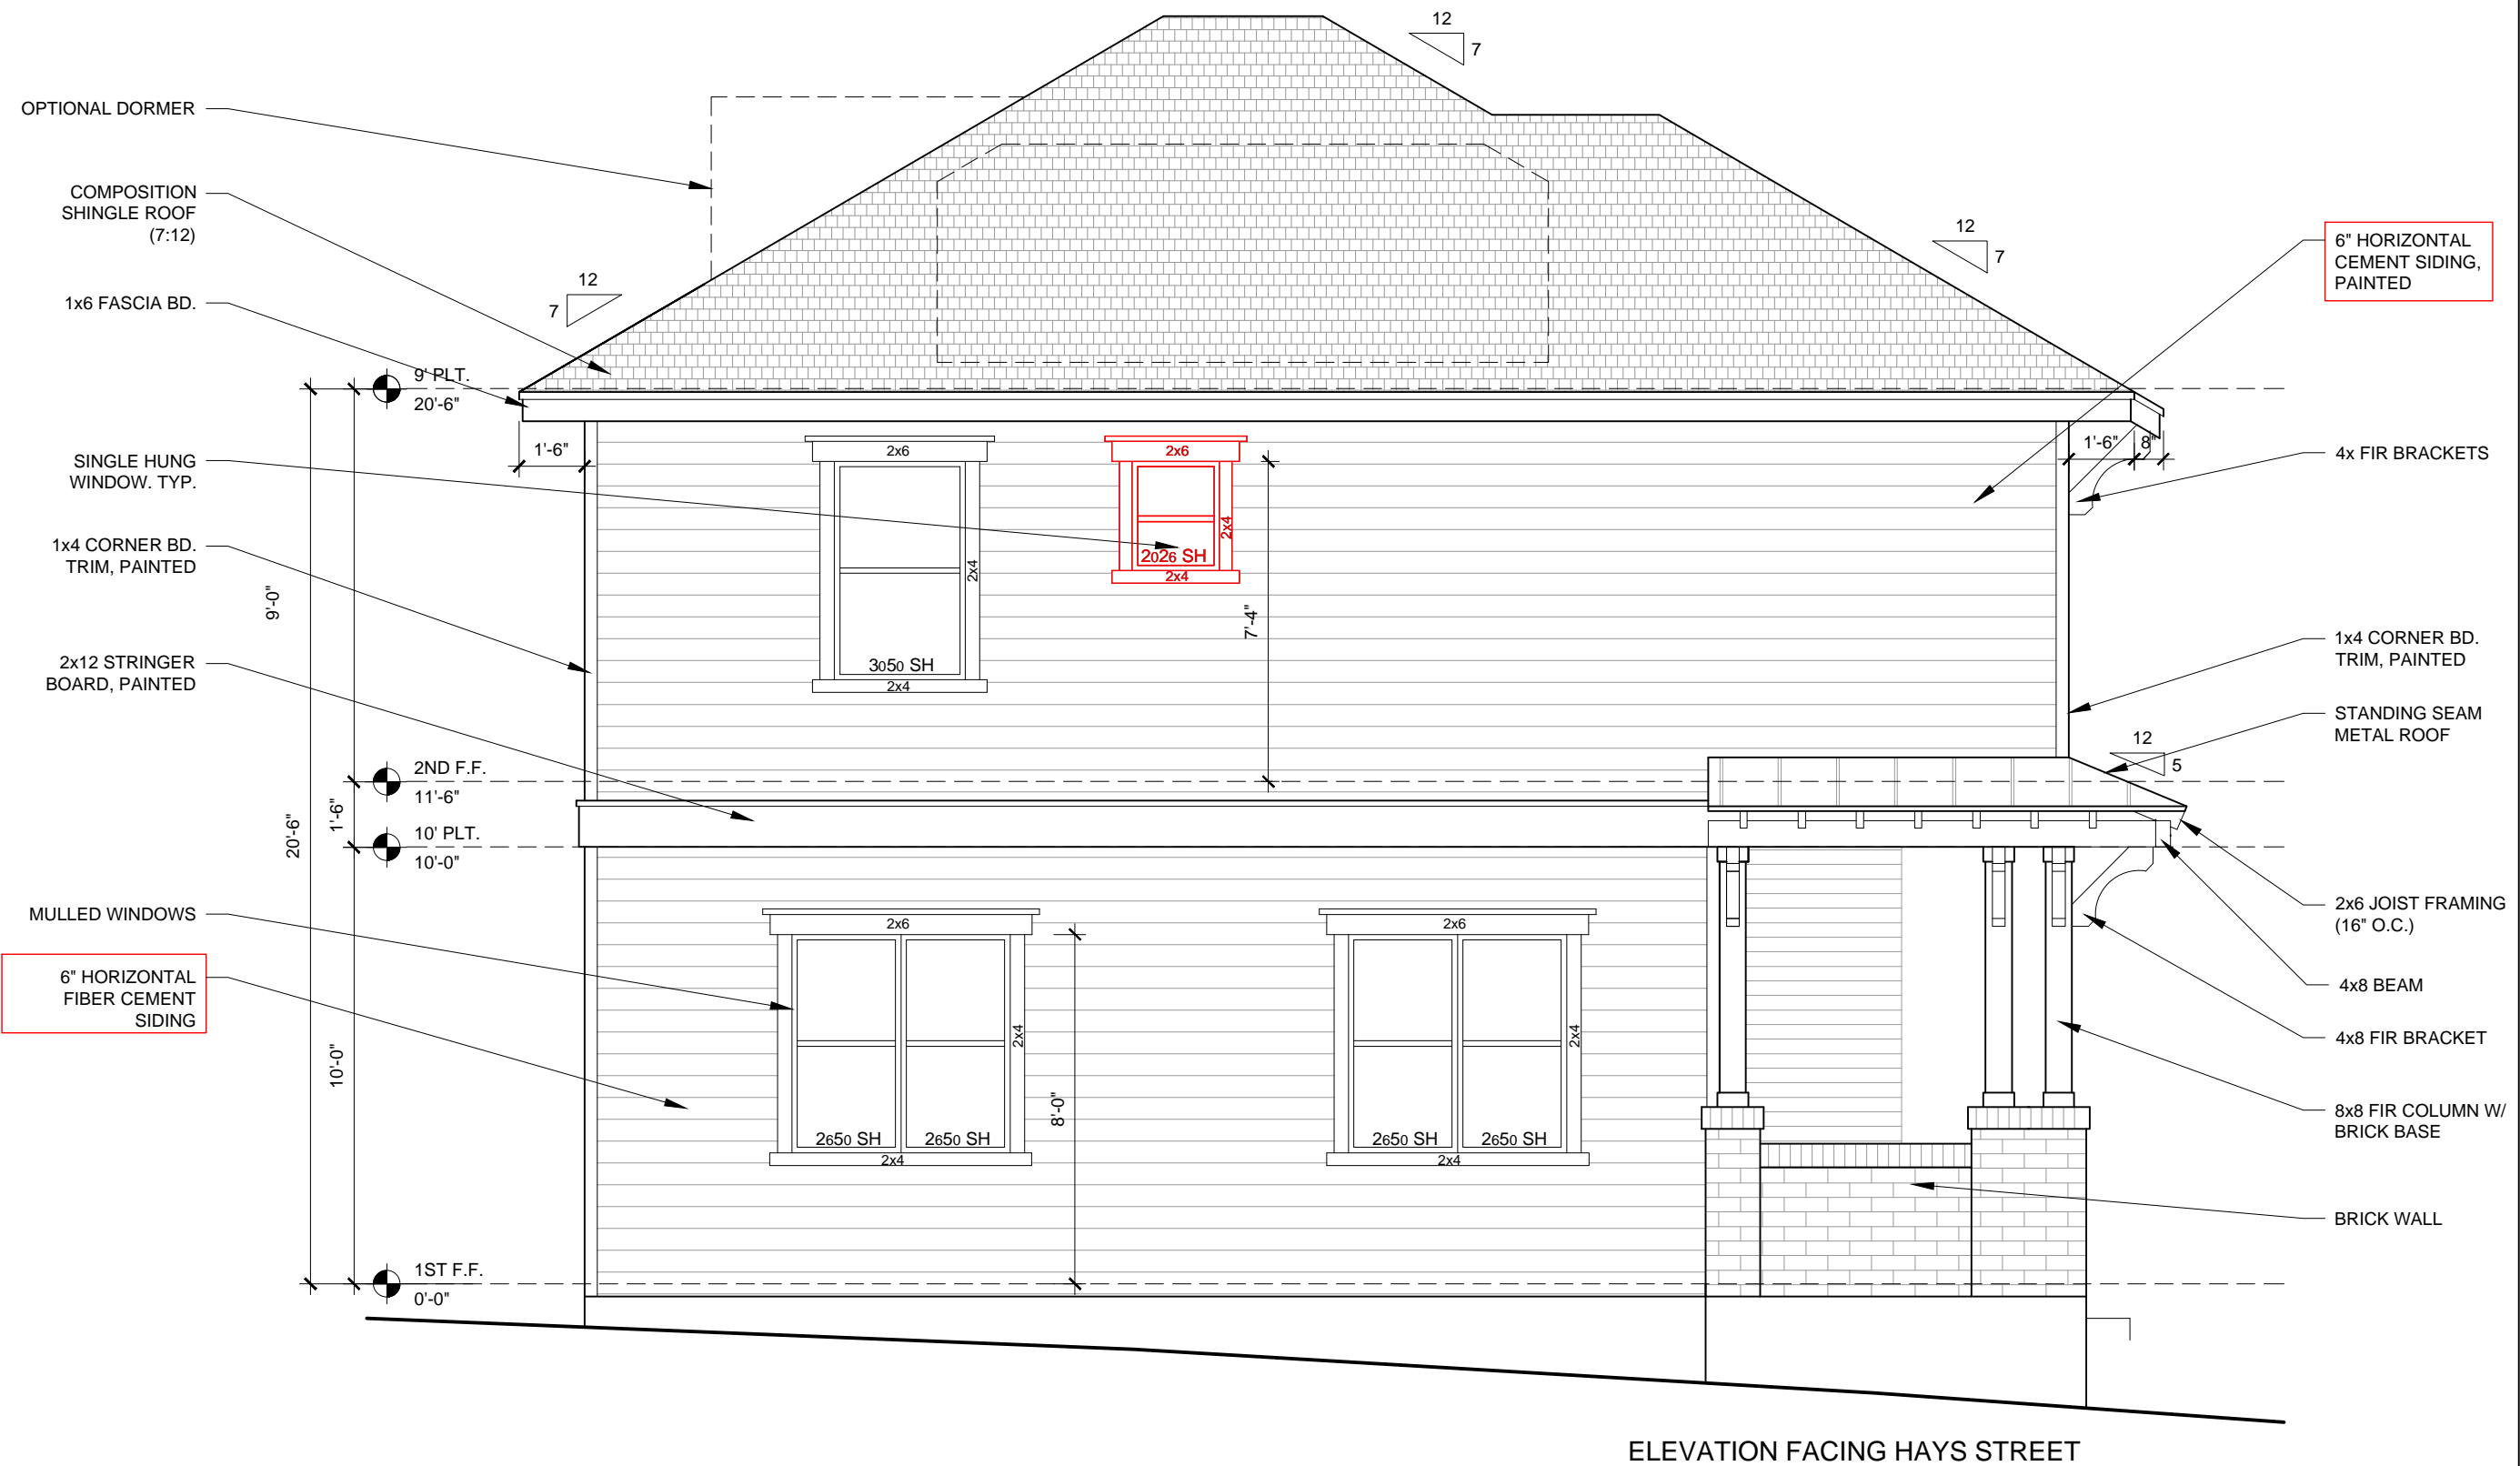 12
7
OPTIONAL DORMER
COMPOSITION
SHINGLE ROOF
(7:12)
12
7
6" HORIZONTAL
CEMENT SIDING,
PAINTED
12
7
1x6 FASCIA BD.
9' PLT.
20'-6"
1'-6"
2x6
2x6
1'-6"
8"
SINGLE HUNG
WINDOW. TYP.
4x FIR BRACKETS
2x4
2026 SH
2x4
1x4 CORNER BD.
TRIM, PAINTED
2x4
9'-0"
7'-4"
3050 SH
2x4
2x12 STRINGER
BOARD, PAINTED
1x4 CORNER BD.
TRIM, PAINTED
STANDING SEAM
METAL ROOF
12
5
2ND F.F.
11'-6"
1'-6"
20'-6"
10' PLT.
10'-0"
MULLED WINDOWS
2x6
2x6
2x6 JOIST FRAMING
(16" O.C.)
6" HORIZONTAL
FIBER CEMENT
SIDING
4x8 BEAM
2x4
2x4
4x8 FIR BRACKET
10'-0"
8'-0"
8x8 FIR COLUMN W/
BRICK BASE
2650 SH
2650 SH
2650 SH
2650 SH
2x4
2x4
BRICK WALL
1ST F.F.
0'-0"
ELEVATION FACING HAYS STREET